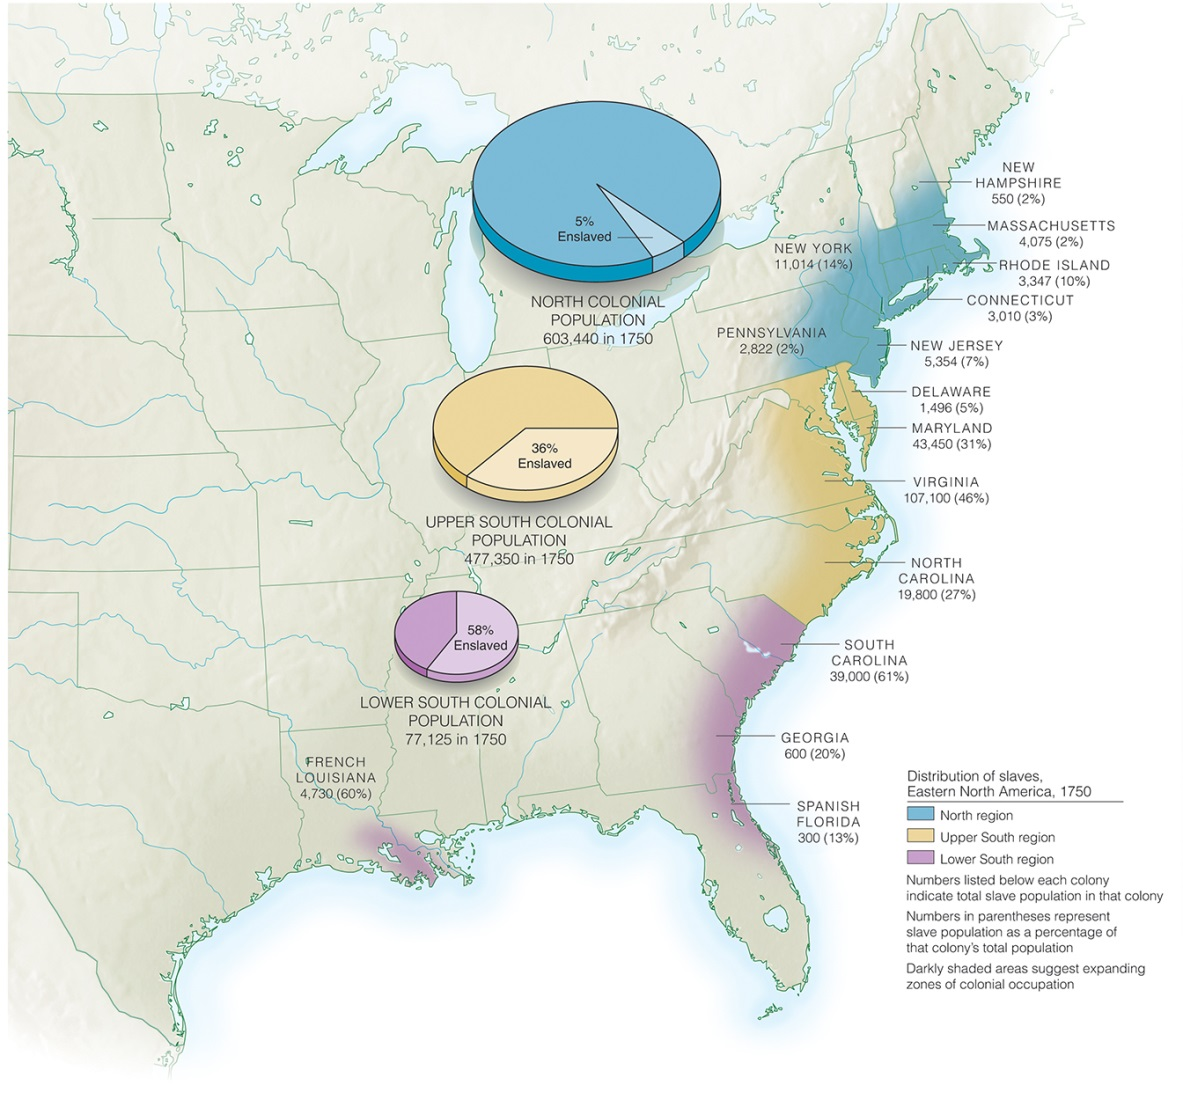 5%
Enslaved
NORTH COLONIAL
POPULATION
603,440 in 1750
36%
Enslaved
UPPER SOUTH COLONIAL
POPULATION
477,350 in 1750
58%
Enslaved
LOWER SOUTH COLONIAL
POPULATION
77,125 in 1750
FRENCH
LOUISIANA
4,730 (60%)
NEW
HAMPSHIRE
550 (2%)
MASSACHUSETTS
4,075 (2%)
NEW YORK
11,014 (14%)
RHODE ISLAND
3,347 (10%)
CONNECTICUT
3,010 (3%)
PENNSYLVANIA
2,822 (2%)
NEW JERSEY
5,354 (7%)
DELAWARE
1,496 (5%)
MARYLAND
43,450 (31%)
VIRGINIA
107,100 (46%)
NORTH
CAROLINA
19,800 (27%)
SOUTH
CAROLINA
39,000 (61%)
GEORGIA
600 (20%)
SPANISH
FLORIDA
300 (13%)
Distribution of slaves,
Eastern North America, 1750
North region
Upper South region
Lower South region
Numbers listed below each colony
indicate total slave population in that colony
Numbers in parentheses represent
slave population as a percentage of
that colony's total population
Darkly shaded areas suggest expanding
zones of colonial occupation